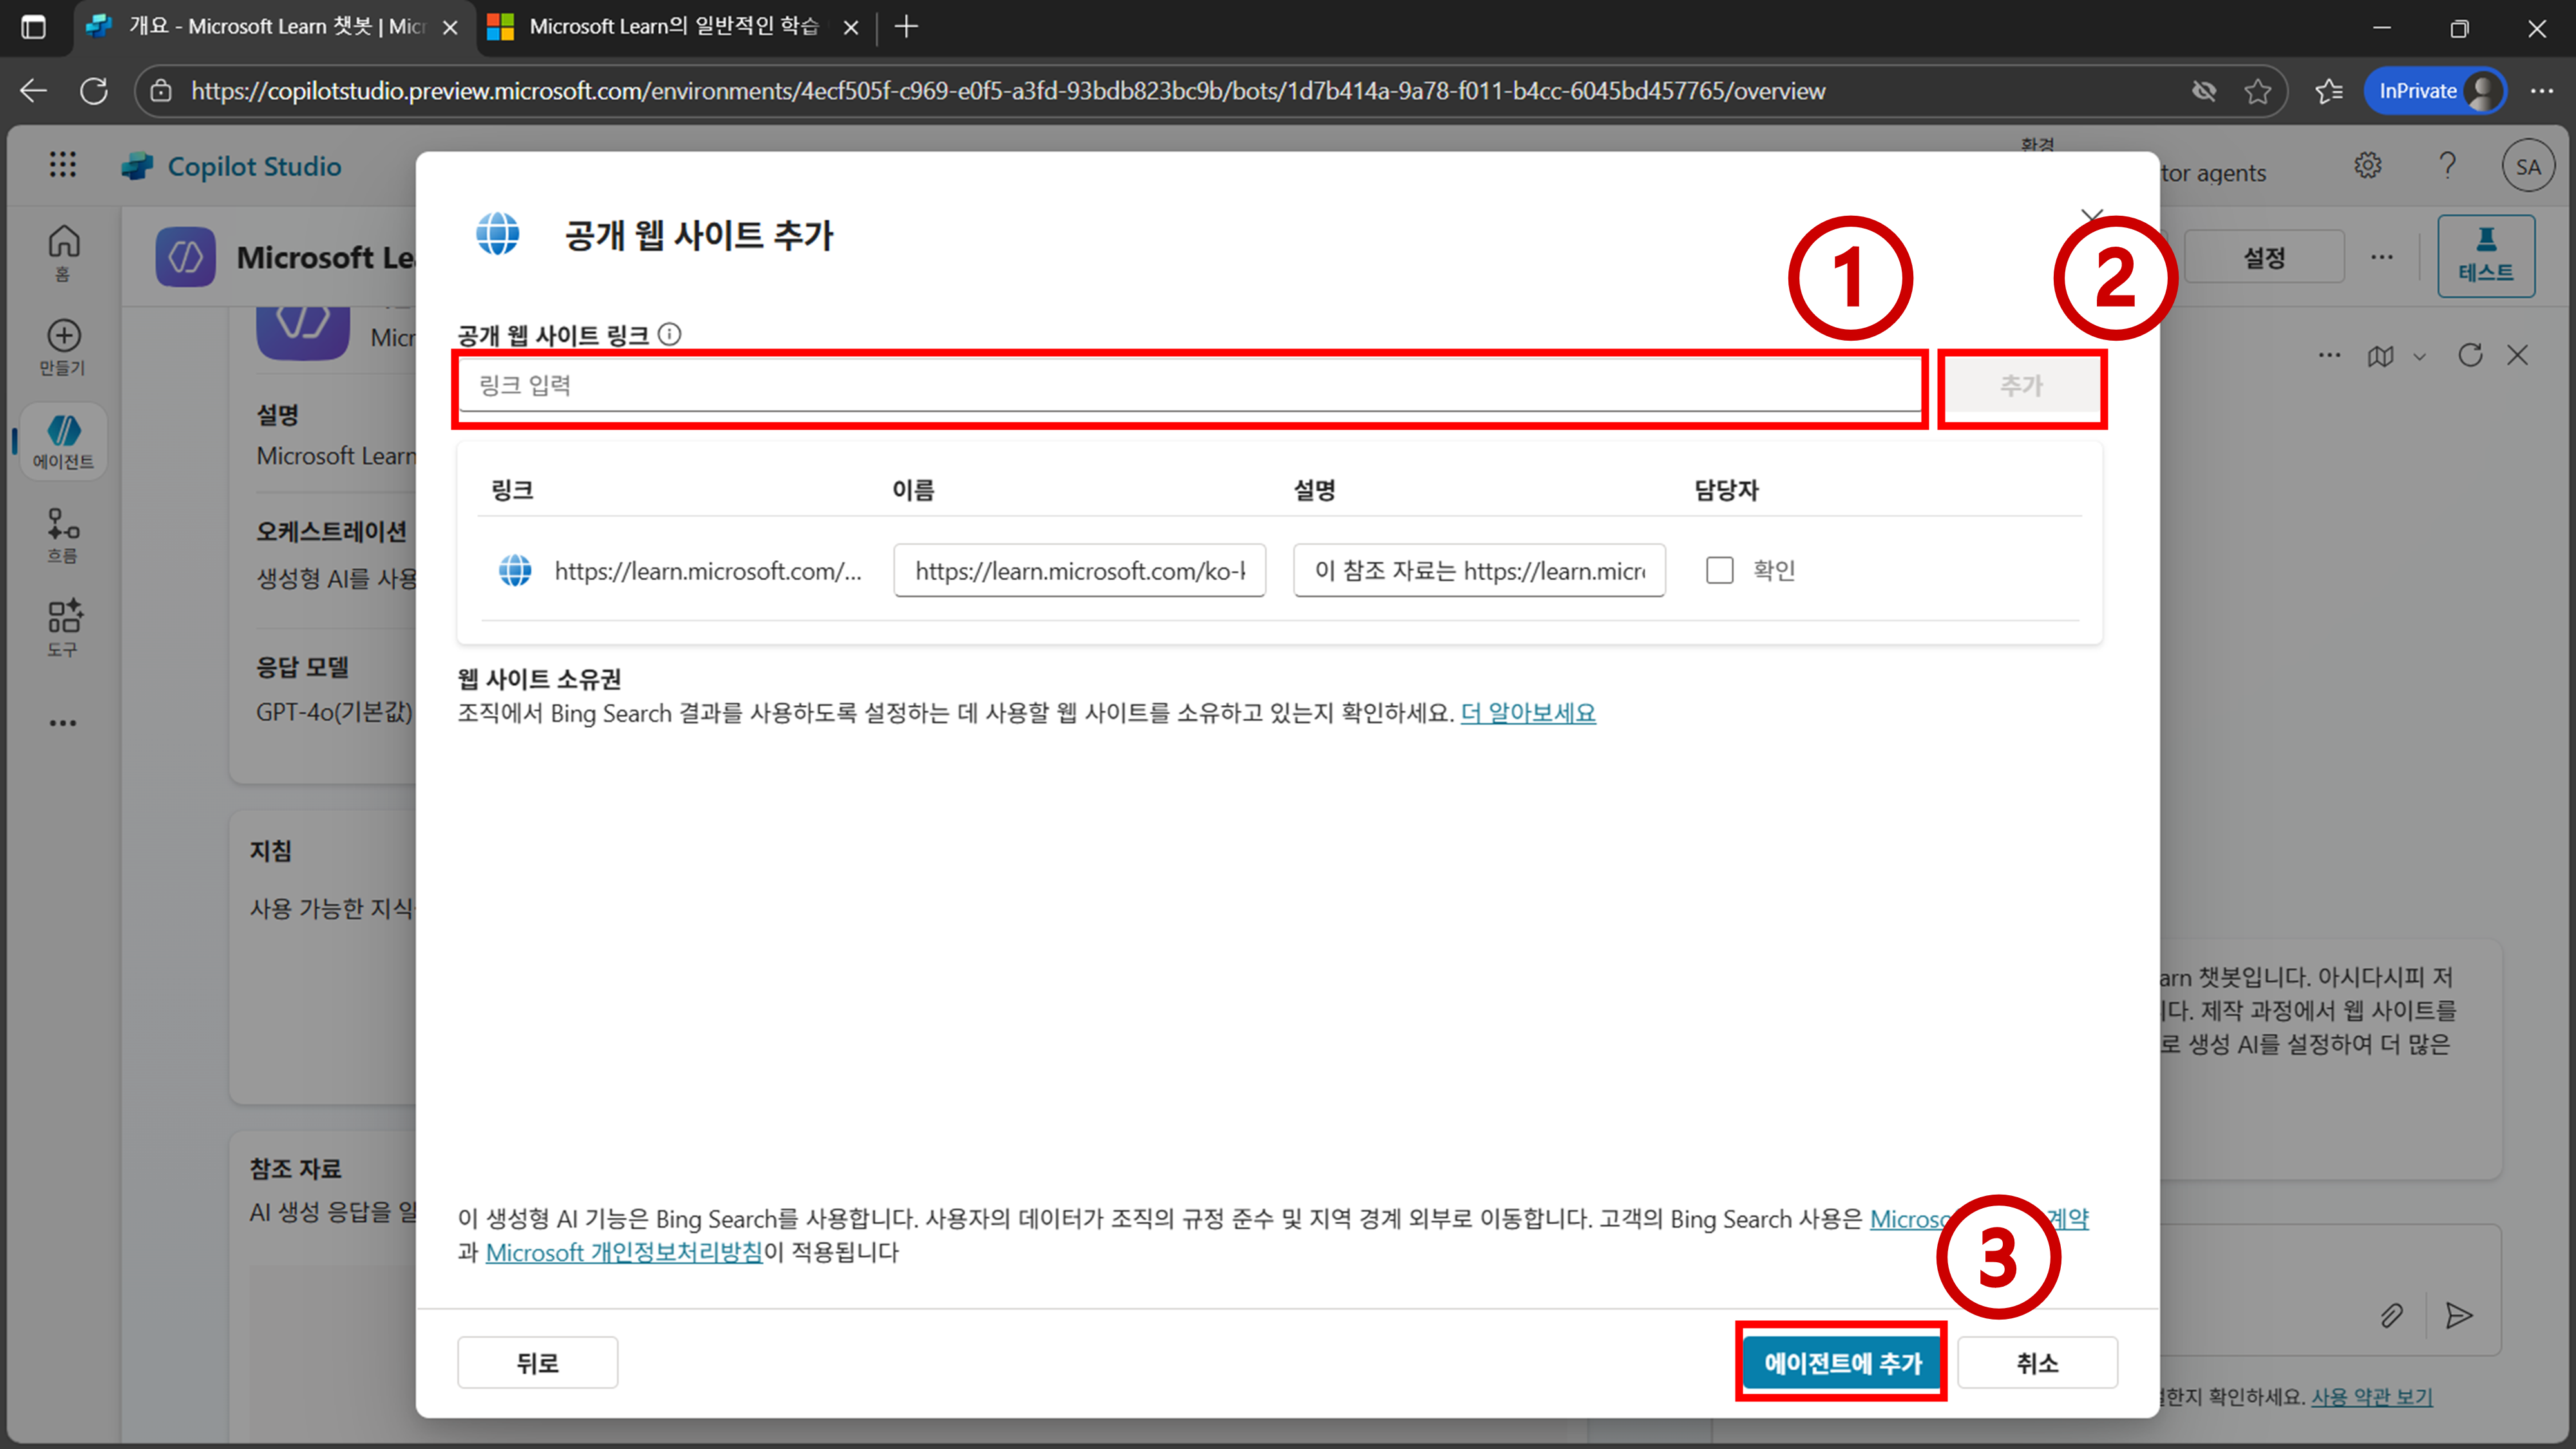 개요 - Microsoft Learn 챗봇 | Micr
Microsoft Learn의 일반적인 학습
https://copilotstudio.preview.microsoft.com/environments/4ecf505f-c969-e0f5-a3fd-93bdb823bc9b/bots/1d7b414a-9a78-f011-b4cc-6045bd457765/overview
InPrivate
Copilot Studio
환경
tor agents
SA
홈
만들기
에이전트
흐름
도구
Microsoft Le
설정
테스트
Micr
설명
Microsoft Learn
오케스트레이션
생성형 AI를 사용
응답 모델
GPT-4o(기본값)
지침
사용 가능한 지식
참조 자료
AI 생성 응답을 일
공개 웹 사이트 추가
1
2
공개 웹 사이트 링크
링크 입력
추가
링크 이름 설명 담당자
https://learn.microsoft.com/... https://learn.microsoft.com/ko-k 이 참조 자료는 https://learn.micr 확인
웹 사이트 소유권
조직에서 Bing Search 결과를 사용하도록 설정하는 데 사용할 웹 사이트를 소유하고 있는지 확인하세요. 더 알아보세요
이 생성형 AI 기능은 Bing Search를 사용합니다. 사용자의 데이터가 조직의 규정 준수 및 지역 경계 외부로 이동합니다. 고객의 Bing Search 사용은 Microso 계약
과 Microsoft 개인정보처리방침이 적용됩니다
3
뒤로
에이전트에 추가
취소
arn 챗봇입니다. 아시다시피 저
다. 제작 과정에서 웹 사이트를
로 생성 AI를 설정하여 더 많은
한지 확인하세요. 사용 약관 보기